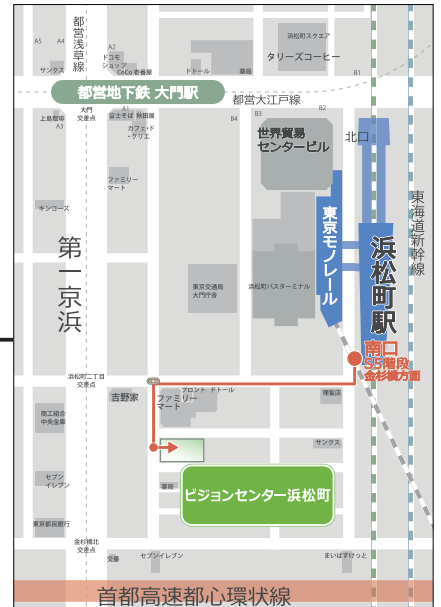 都営浅草線
浜松町スクエア
A5
A4
A2
タリーズコーヒー
ドコモ
ショップ
サンクス
CoCo 壱番屋
ドトール
薬局
B1
都営地下鉄 大門駅
都営大江戸線
大門
交差点
A1
B2
上島珈琲
富士そば
秋田屋
B4
B3
A3
カフェ・ド
・クリエ
世界貿易
センタービル
北口
ファミリー
マート
東海道新幹線
キンコーズ
東京モノレール
第一京浜
浜松町駅
東京交通局
大門庁舎
浜松町バスターミナル
南口
S5階段
金杉橋方面
浜松町二丁目
交差点
吉野家
ファミリー
マート
プロント
ドトール
理髪店
商工組合
中央金庫
サンクス
セブン
イレブン
薬局
ビジョンセンター浜松町
東京都民銀行
金杉橋北
交差点
交番
セブンイレブン
まいばすけっと
首都高速都心環状線